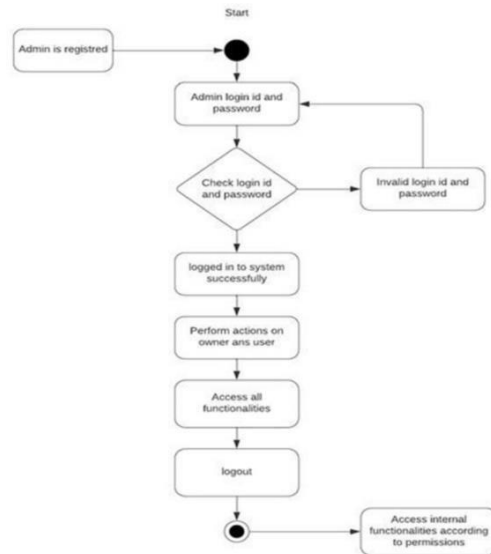 Start
Admin is registred
Admin login id and
password
Check login id
and password
Invalid login id and
password
logged in to system
successfully
Perform actions on
owner ans user
Access all
functionalities
logout
Access internal
functionalities according
to permissions